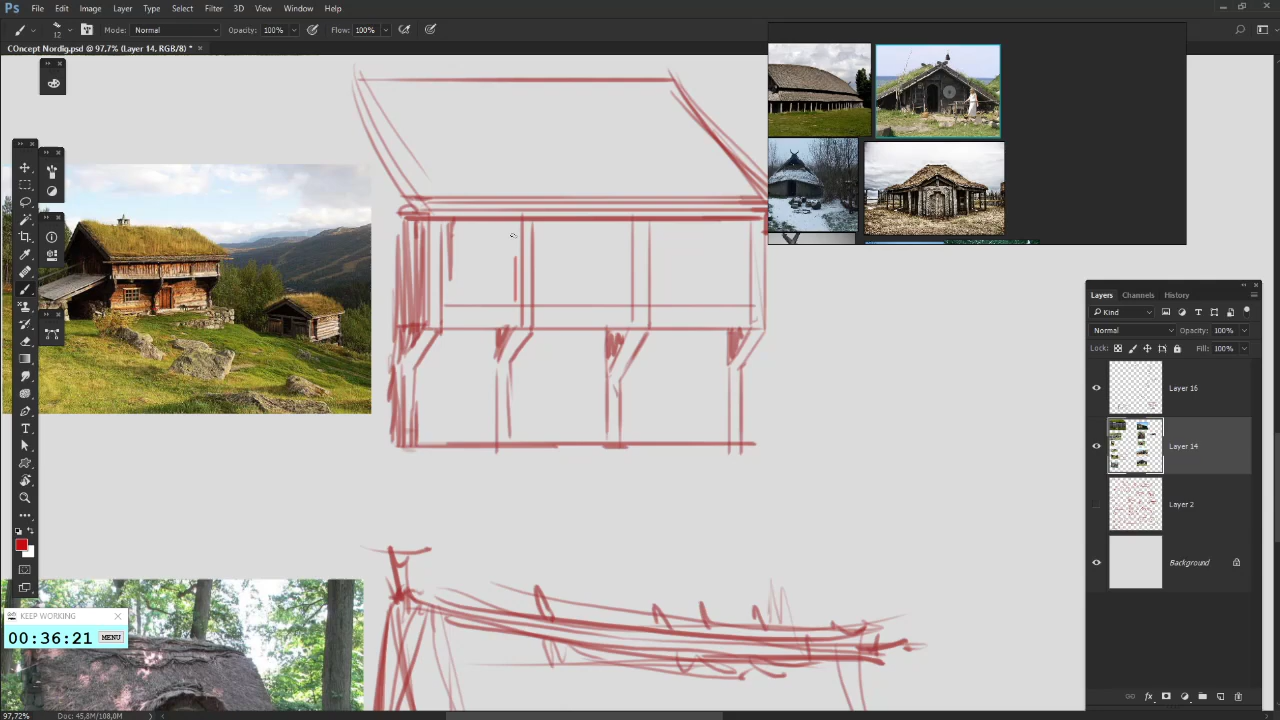 Ps File Edit Image Layer Type Select Filter 3D View Window Help
12 Mode: Normal Opacity: 100% Flow: 100%
COncept Nordig.psd @ 97,7% (Layer 14, RGB/8) * ×
Layers Channels History
Kind
Normal Opacity: 100%
Lock: Fill: 100%
Layer 16
Layer 14
Layer 2
Background
KEEP WORKING
00:36:21 MENU
97,72% Doc: 45,8M/108,0M